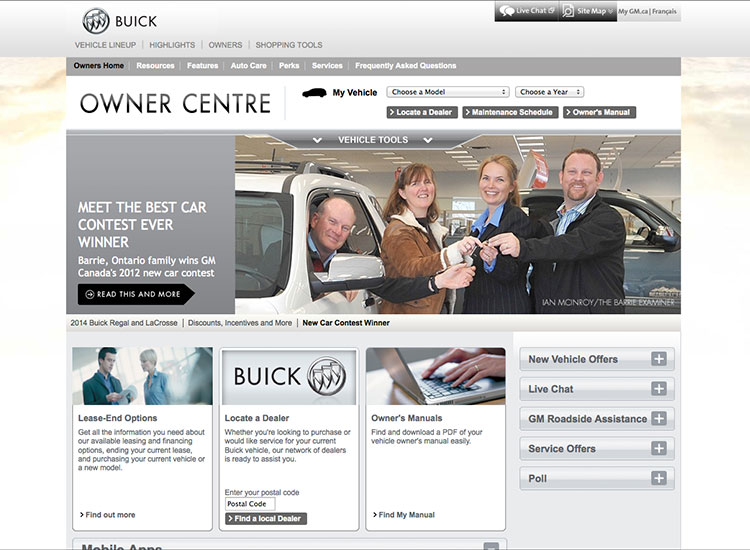 BUICK
Live Chat
Site Map
My GM.ca | Français
VEHICLE LINEUP | HIGHLIGHTS | OWNERS | SHOPPING TOOLS
Owners Home | Resources | Features | Auto Care | Perks | Services | Frequently Asked Questions
OWNER CENTRE
My Vehicle
Choose a Model
Choose a Year
Locate a Dealer
Maintenance Schedule
Owner's Manual
VEHICLE TOOLS
MEET THE BEST CAR
CONTEST EVER
WINNER
Barrie, Ontario family wins GM
Canada's 2012 new car contest
READ THIS AND MORE
IAN MCINROY/THE BARRIE EXAMINER
2014 Buick Regal and LaCrosse | Discounts, Incentives and More | New Car Contest Winner
Lease-End Options
Get all the information you need about
our available leasing and financing
options, ending your current lease,
and purchasing your current vehicle or
a new model.
Find out more
BUICK
Locate a Dealer
Whether you're looking to purchase or
would like service for your current
Buick vehicle, our network of dealers
is ready to assist you.
Enter your postal code
Postal Code
Find a local Dealer
Owner's Manuals
Find and download a PDF of your
vehicle owner's manual easily.
Find My Manual
New Vehicle Offers
Live Chat
GM Roadside Assistance
Service Offers
Poll
Mobile Apps